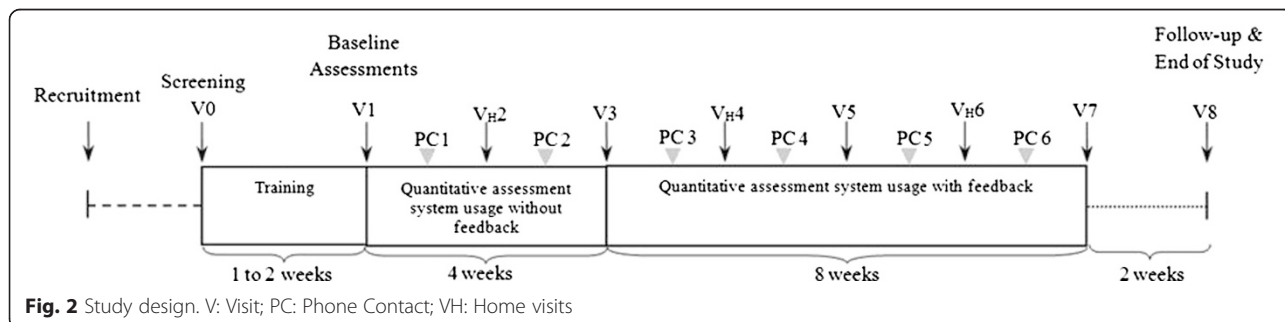 Follow-up &
End of Study
Baseline
Assessments
Screening
Recruitment
V0
V1
VH2
V3
VH4
V5
VH6
V7
V8
PC1
PC 2
PC 3
PC 4
PC5
PC 6
Training
Quantitative assessment
system usage without
feedback
Quantitative assessment system usage with feedback
1 to 2 weeks
4 weeks
8 weeks
2 weeks
Fig. 2 Study design. V: Visit; PC: Phone Contact; VH: Home visits